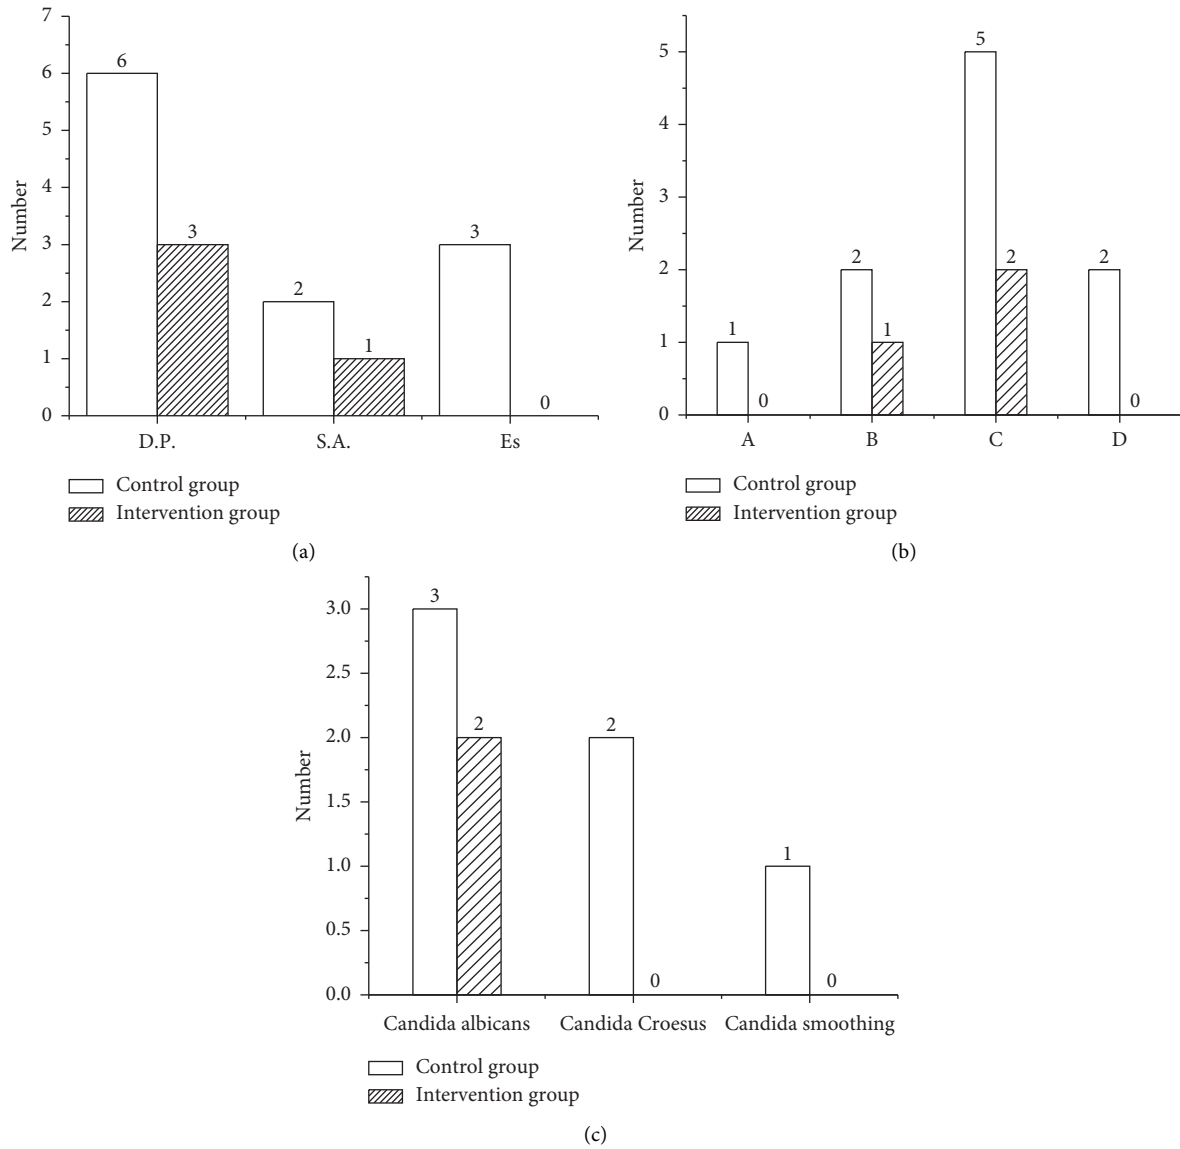 7
6
5
4
3
2
1
0
Number
6
3
2
1
3
0
D.P.
S.A.
Es
Control group
Intervention group
(a)
5
4
3
2
1
0
Number
1
0
2
1
5
2
2
0
A
B
C
D
Control group
Intervention group
(b)
3.0
2.5
2.0
1.5
1.0
0.5
0.0
Number
3
2
2
0
1
0
Candida albicans
Candida Croesus
Candida smoothing
Control group
Intervention group
(c)